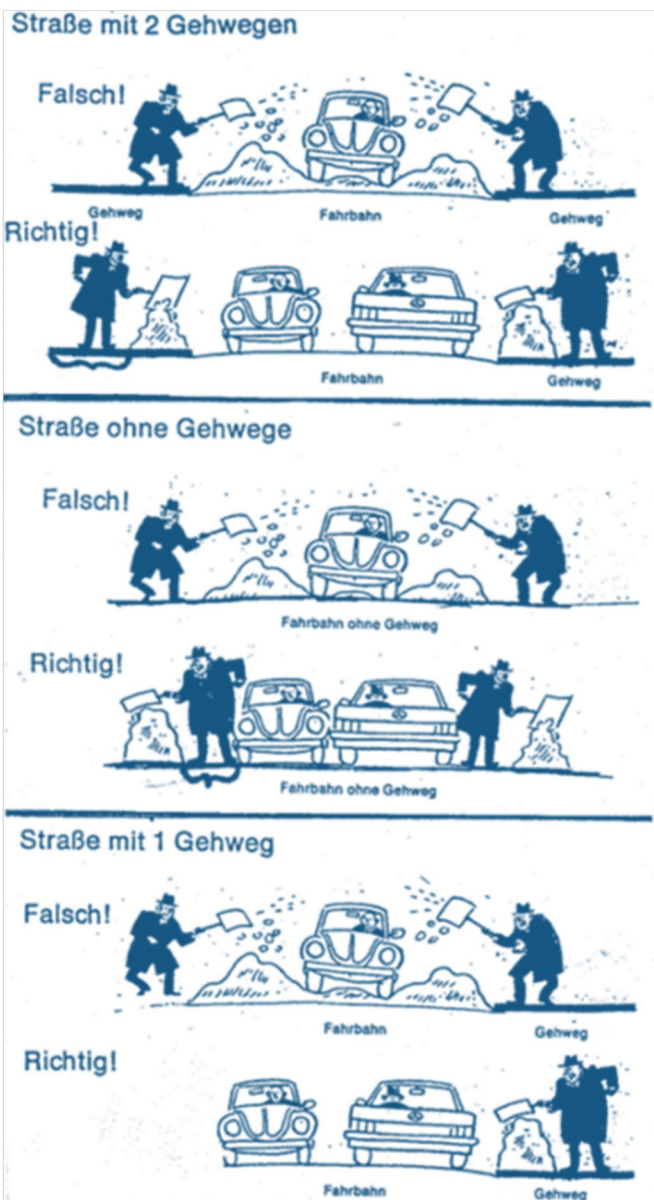 Straße mit 2 Gehwegen
Falsch!
Gehweg
Fahrbahn
Gehweg
Richtig!
Fahrbahn
Gehweg
Straße ohne Gehwege
Falsch!
Fahrbahn ohne Gehweg
Richtig!
Fahrbahn ohne Gehweg
Straße mit 1 Gehweg
Falsch!
Fahrbahn
Gehweg
Richtig!
Fahrbahn
Gehweg